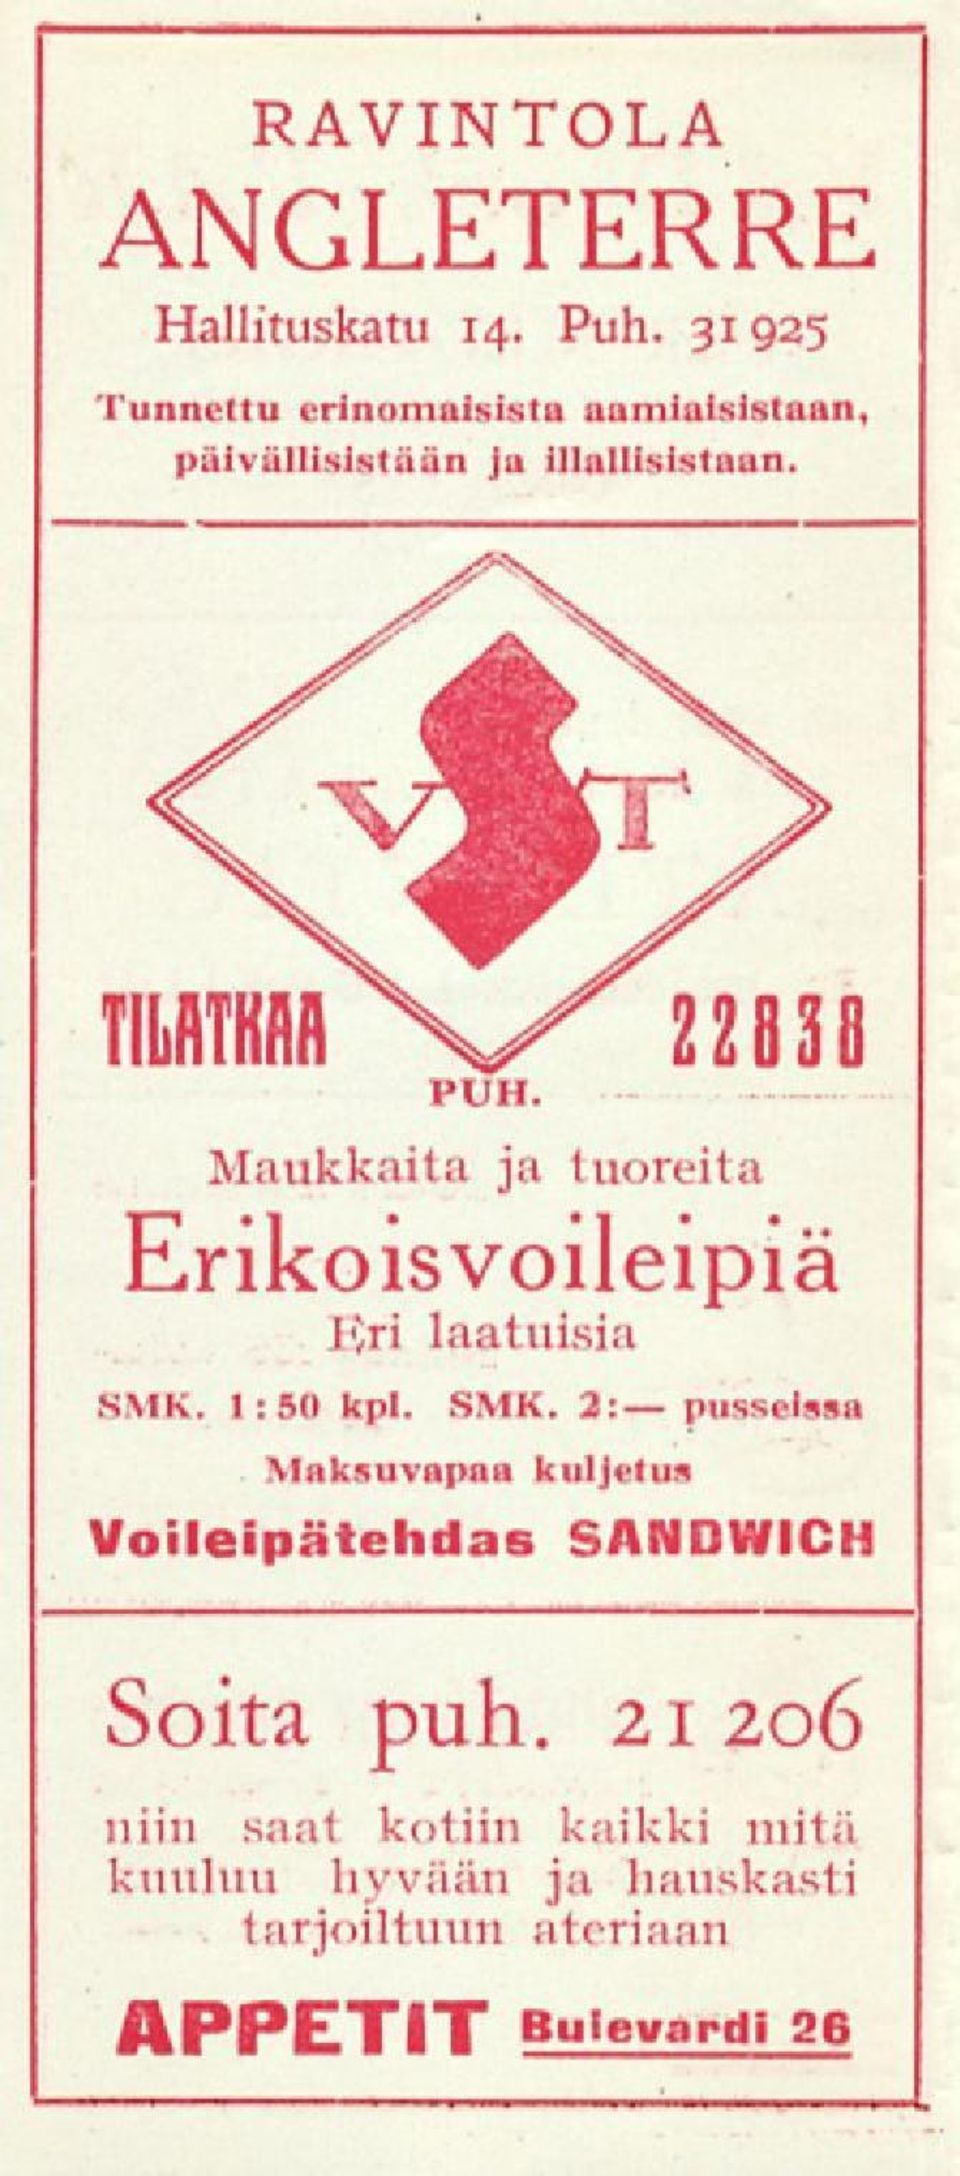 RAVINTOLA
ANGLETERRE
Hallituskatu 14. Puh. 31 925
Tunnettu erinomaisista aamiaisistaan,
päivällisistään ja illallisistaan.
VST
TILATKAA 22838
PUH.
Maukkaita ja tuoreita
Erikoisvoileipiä
Eri laatuisia
SMK. 1:50 kpl. SMK. 2:— pusseissa
Maksuvapaa kuljetus
Voileipätehdas SANDWICH
Soita puh. 21 206
niin saat kotiin kaikki mitä
kuuluu hyvään ja hauskasti
tarjoiltuun ateriaan
APPETIT Bulevardi 26